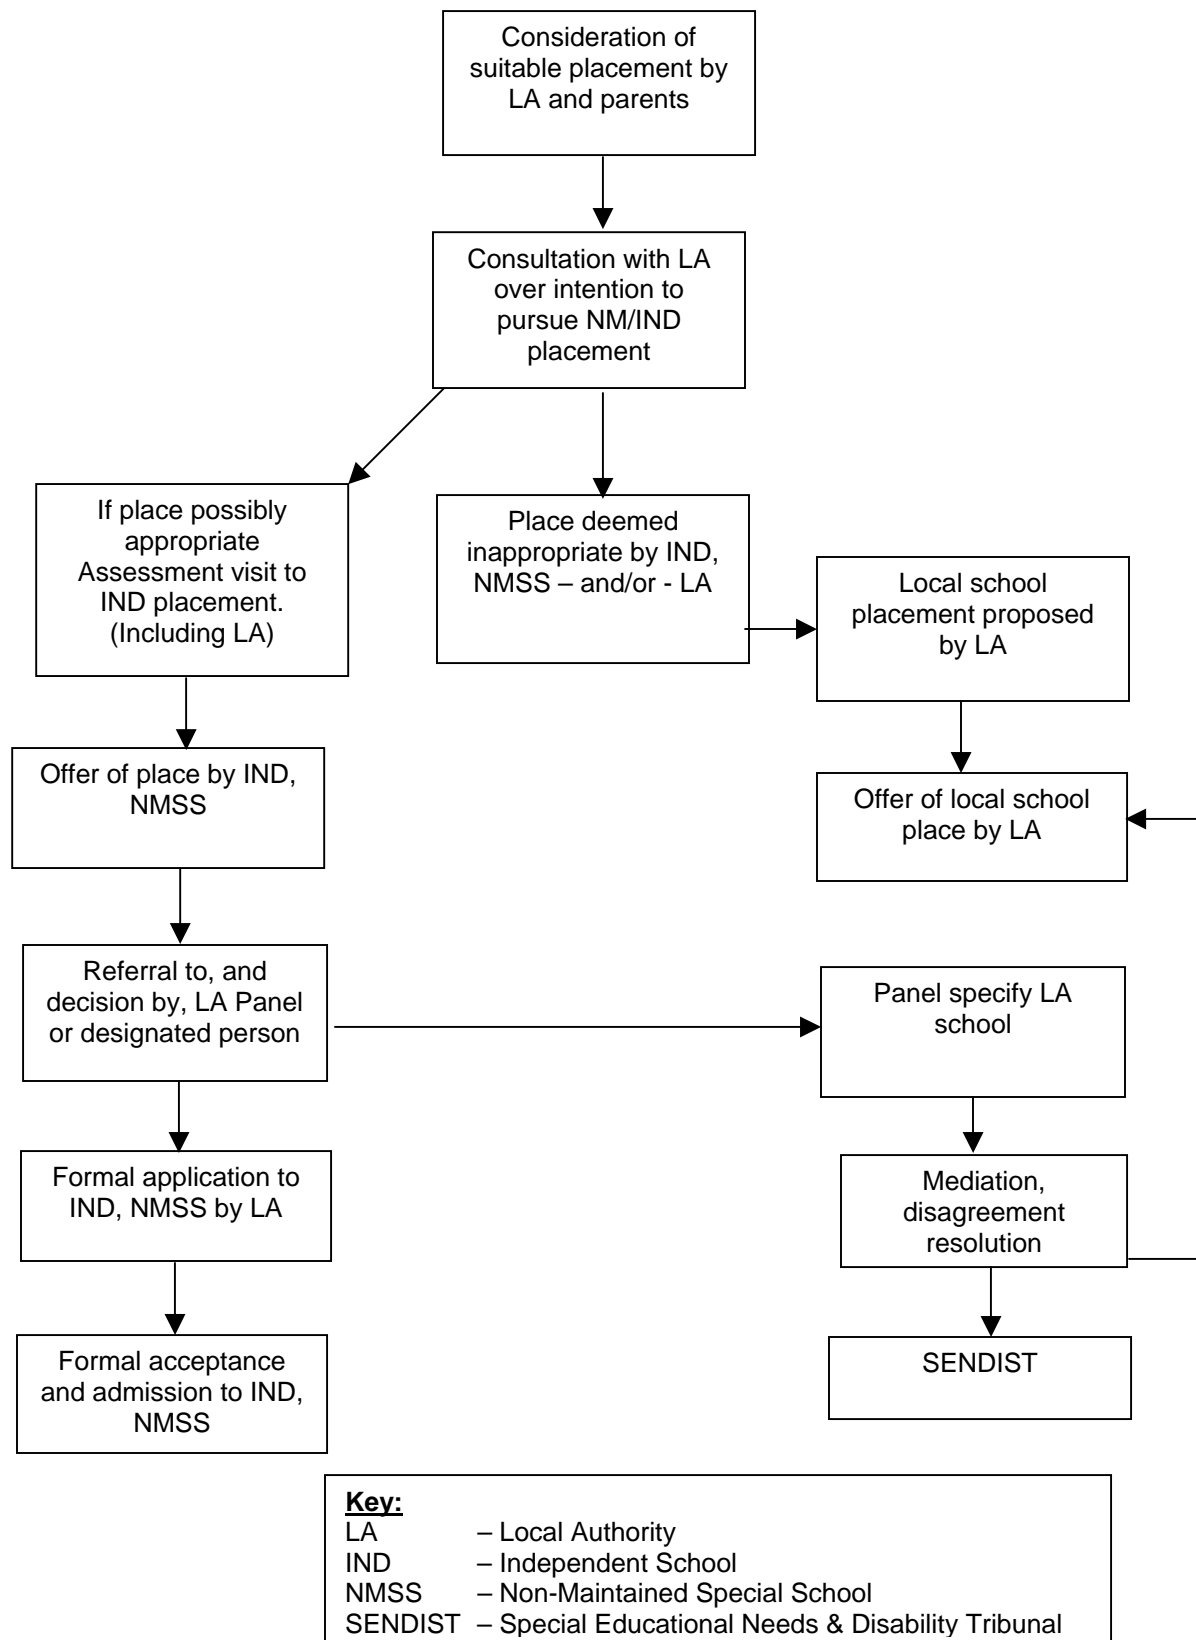 Consideration of
suitable placement by
LA and parents
Consultation with LA
over intention to
pursue NM/IND
placement
If place possibly
appropriate
Assessment visit to
IND placement.
(Including LA)
Place deemed
inappropriate by IND,
NMSS – and/or - LA
Local school
placement proposed
by LA
Offer of place by IND,
NMSS
Offer of local school
place by LA
Referral to, and
decision by, LA Panel
or designated person
Panel specify LA
school
Formal application to
IND, NMSS by LA
Mediation,
disagreement
resolution
Formal acceptance
and admission to IND,
NMSS
SENDIST
Key:
LA – Local Authority
IND – Independent School
NMSS – Non-Maintained Special School
SENDIST – Special Educational Needs & Disability Tribunal